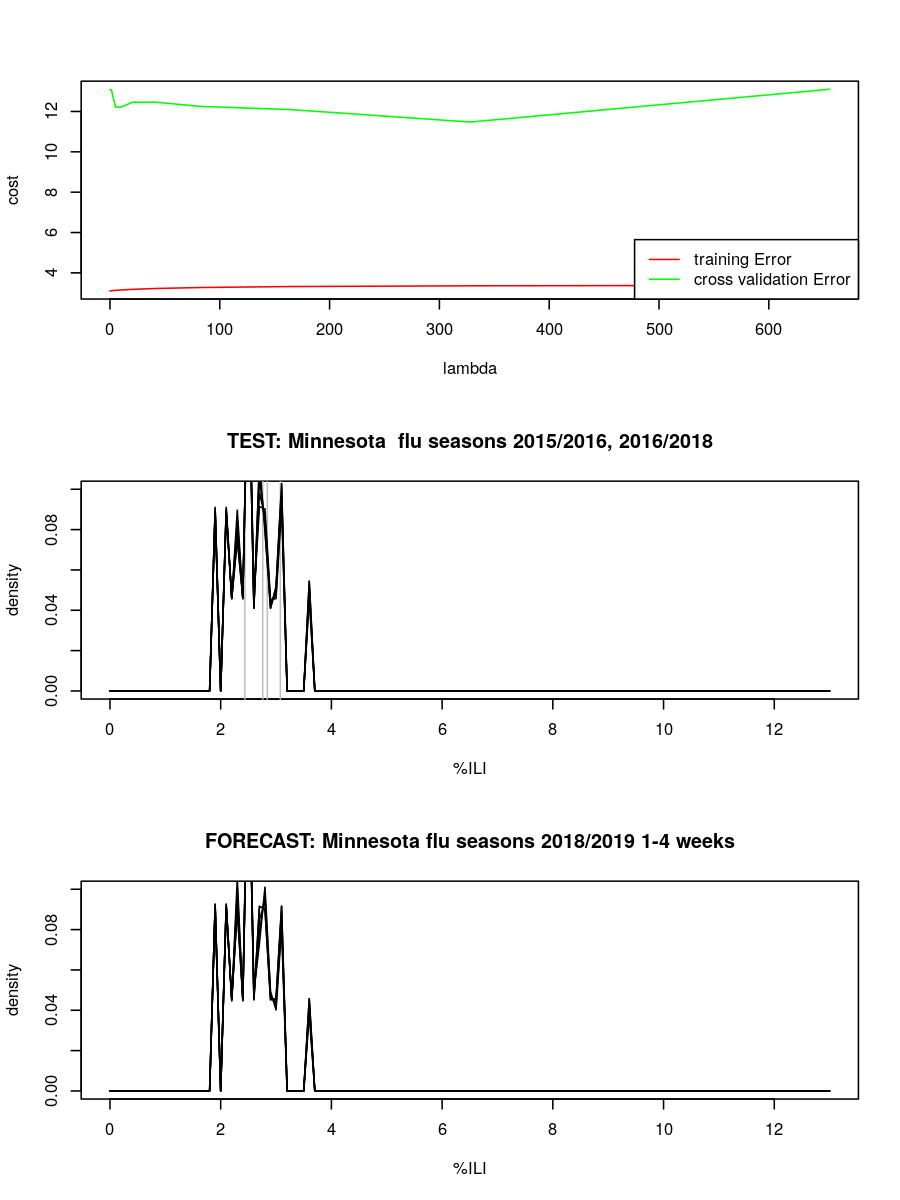 12
10
8
6
4
cost
training Error
cross validation Error
0 100 200 300 400 500 600
lambda
TEST: Minnesota  flu seasons 2015/2016, 2016/2018
0.08
0.04
0.00
density
0 2 4 6 8 10 12
%ILI
FORECAST: Minnesota flu seasons 2018/2019 1-4 weeks
0.08
0.04
0.00
density
0 2 4 6 8 10 12
%ILI